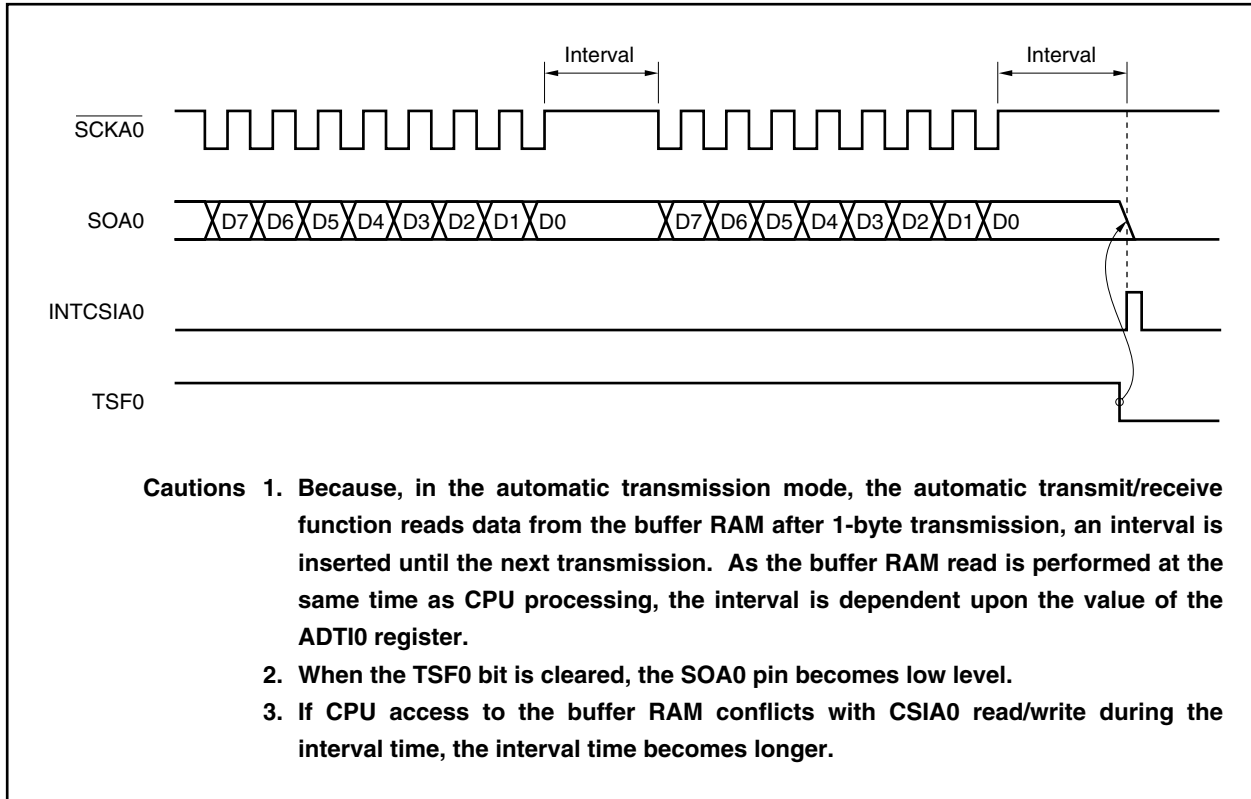 Interval Interval
SCKA0
SOA0 D7 D6 D5 D4 D3 D2 D1 D0 D7 D6 D5 D4 D3 D2 D1 D0
INTCSIA0
TSF0
Cautions 1. Because, in the automatic transmission mode, the automatic transmit/receive
function reads data from the buffer RAM after 1-byte transmission, an interval is
inserted until the next transmission. As the buffer RAM read is performed at the
same time as CPU processing, the interval is dependent upon the value of the
ADTI0 register.
2. When the TSF0 bit is cleared, the SOA0 pin becomes low level.
3. If CPU access to the buffer RAM conflicts with CSIA0 read/write during the
interval time, the interval time becomes longer.